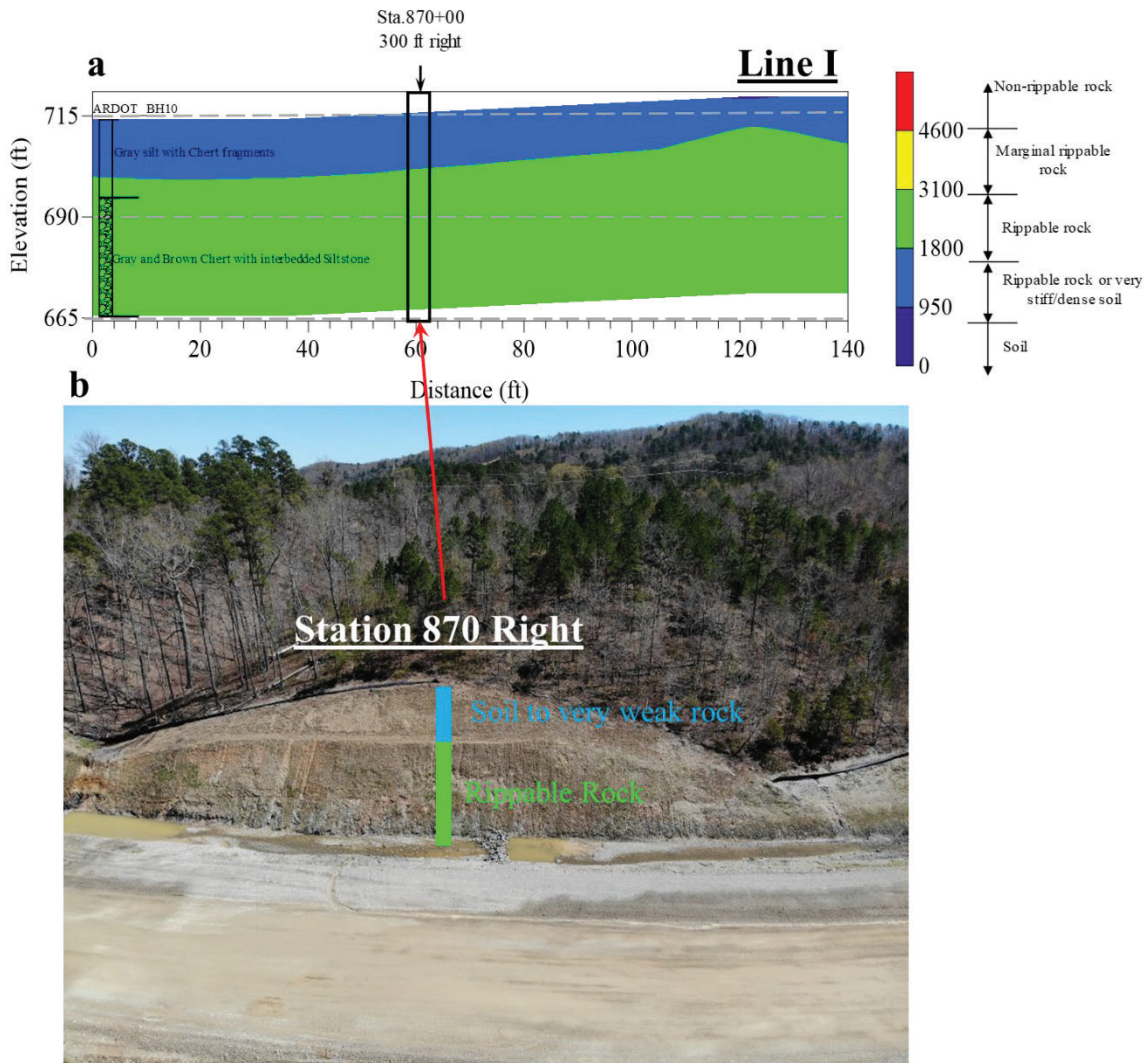 Sta.870+00
300 ft right
a
Line I
ARDOT BH10
715
Gray silt with Chert fragments
690
Gray and Brown Chert with interbedded Siltstone
665
Elevation (ft)
0 20 40 60 80 100 120 140
Distance (ft)
4600
3100
1800
950
0
Non-rippable rock
Marginal rippable
rock
Rippable rock
Rippable rock or very
stiff/dense soil
Soil
b
Station 870 Right
Soil to very weak rock
Rippable Rock